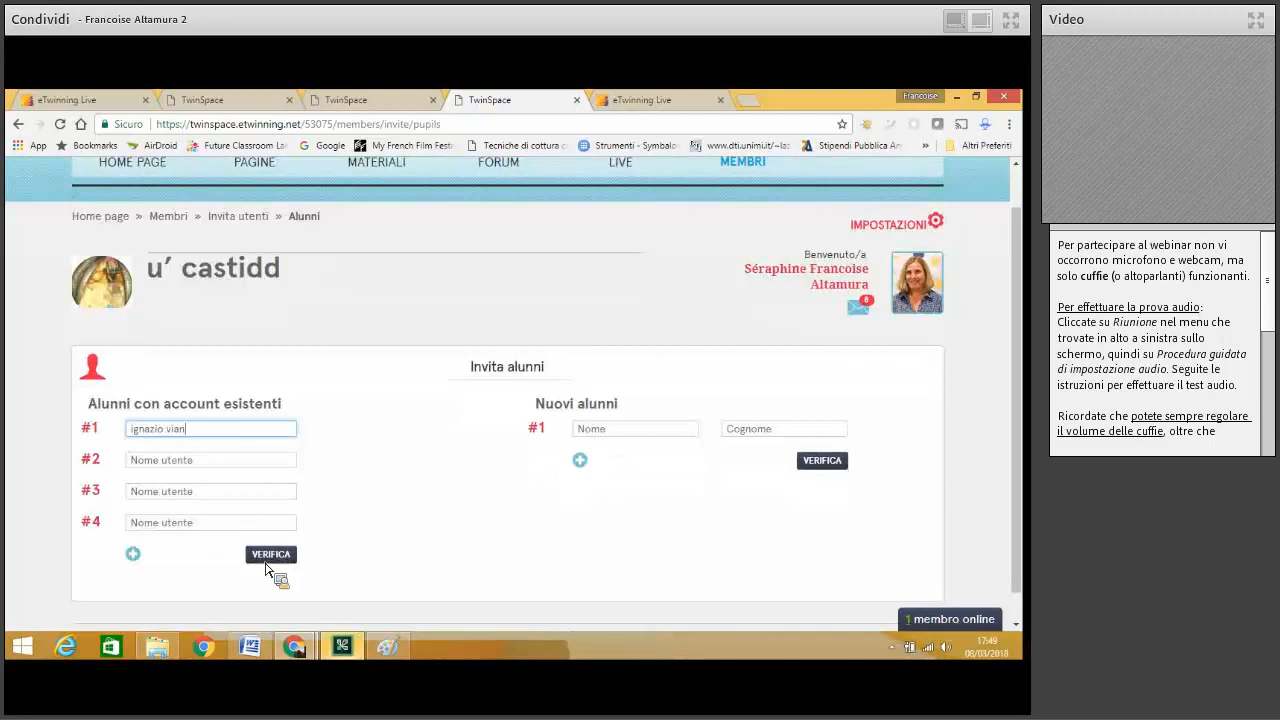 Condividi - Francoise Altamura 2
Video
eTwinning Live
TwinSpace
TwinSpace
TwinSpace
eTwinning Live
Francoise
Sicuro
https://twinspace.etwinning.net/53075/members/invite/pupils
App
Bookmarks
AirDroid
Future Classroom La
Google
My French Film Fest
Tecniche di cottura
Strumenti - Symbalo
Stipendi Pubblica A
»
Altri Preferiti
HOME PAGE
PAGINE
MATERIALI
FORUM
LIVE
MEMBRI
Home page » Membri » Invita utenti » Alunni
IMPOSTAZIONI
u' castidd
Benvenuto/a
Séraphine Francoise
Altamura
8
Invita alunni
Alunni con account esistenti
Nuovi alunni
#1 ignazio vian
#1 Nome Cognome
#2 Nome utente
VERIFICA
#3 Nome utente
#4 Nome utente
VERIFICA
1 membro online
17:49
08/03/2018
Per partecipare al webinar non vi
occorrono microfono e webcam, ma
solo cuffie (o altoparlanti) funzionanti.
Per effettuare la prova audio:
Cliccate su Riunione nel menu che
trovate in alto a sinistra sullo
schermo, quindi su Procedura guidata
di impostazione audio. Seguite le
istruzioni per effettuare il test audio.
Ricordate che potete sempre regolare
il volume delle cuffie, oltre che